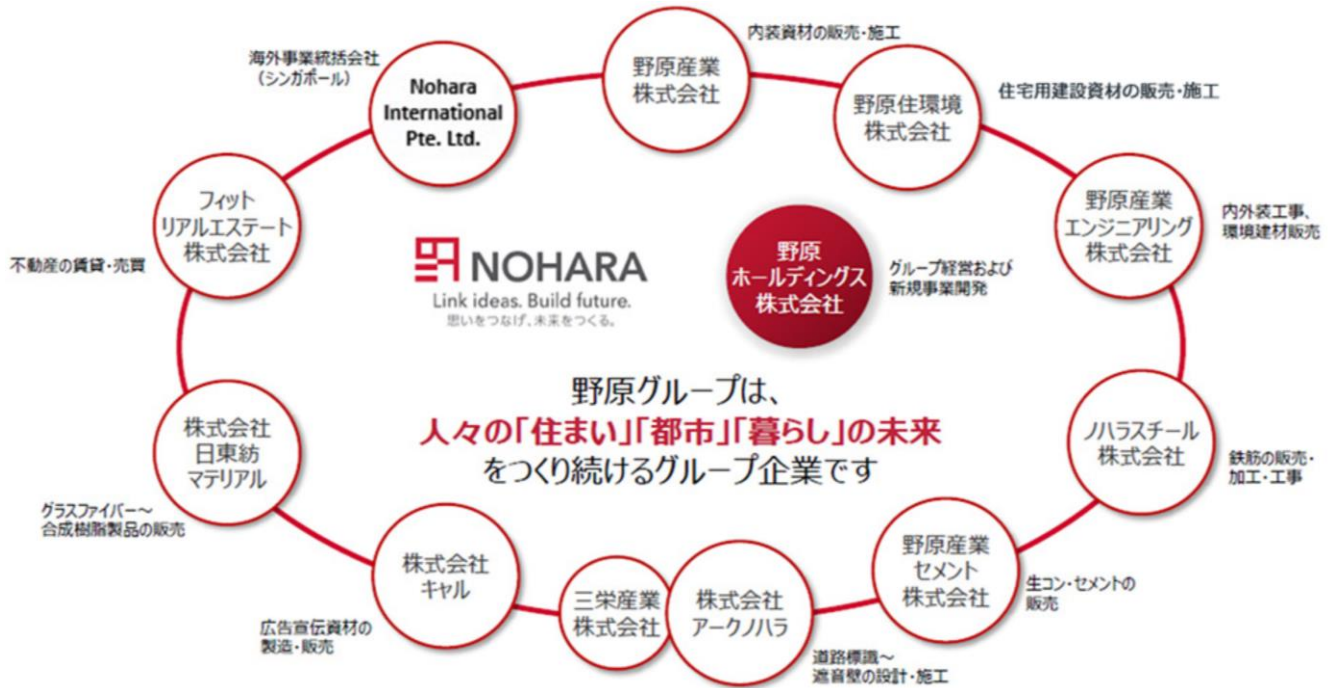 海外事業統括会社
（シンガポール）
Nohara
International
Pte. Ltd.
野原産業
株式会社
内装資材の販売・施工
野原住環境
株式会社
住宅用建設資材の販売・施工
野原産業
エンジニアリング
株式会社
内外装工事、
環境建材販売
フィット
リアルエステート
株式会社
不動産の賃貸・売買
NOHARA
Link ideas. Build future.
思いをつなげ、未来をつくる。
野原
ホールディングス
株式会社
グループ経営および
新規事業開発
野原グループは、
人々の「住まい」「都市」「暮らし」の未来
をつくり続けるグループ企業です
ノハラスチール
株式会社
鉄筋の販売・
加工・工事
野原産業
セメント
株式会社
生コン・セメントの
販売
株式会社
アークノハラ
道路標識～
遮音壁の設計・施工
三栄産業
株式会社
株式会社
キャル
広告宣伝資材の
製造・販売
株式会社
日東紡
マテリアル
グラスファイバー～
合成樹脂製品の販売